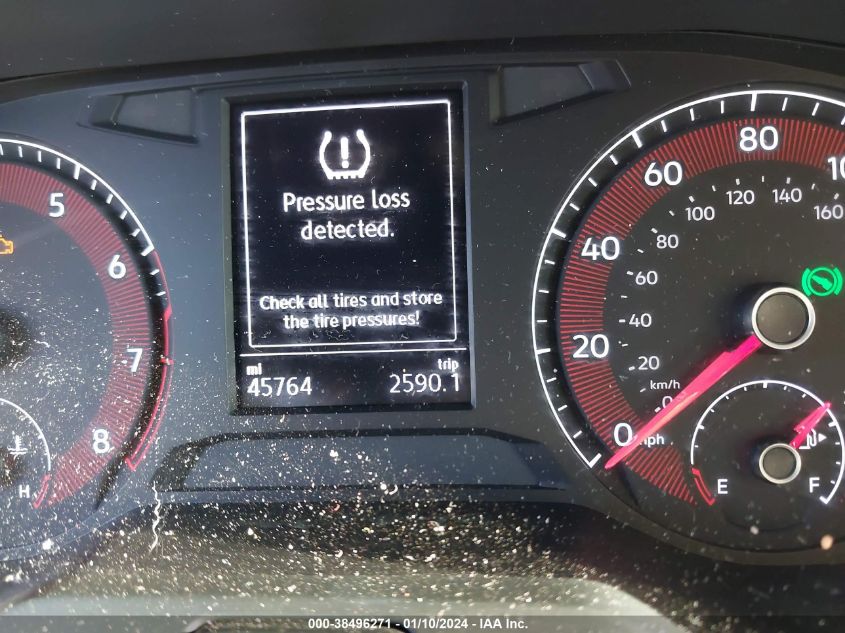 Pressure loss
detected.
Check all tires and store
the tire pressures!
mi
trip
45764
2590.1
5
6
7
8
H
0
20
40
60
80
10
0
20
40
60
80
100
120
140
160
km/h
mph
E
F
000-38496271 - 01/10/2024 - IAA Inc.